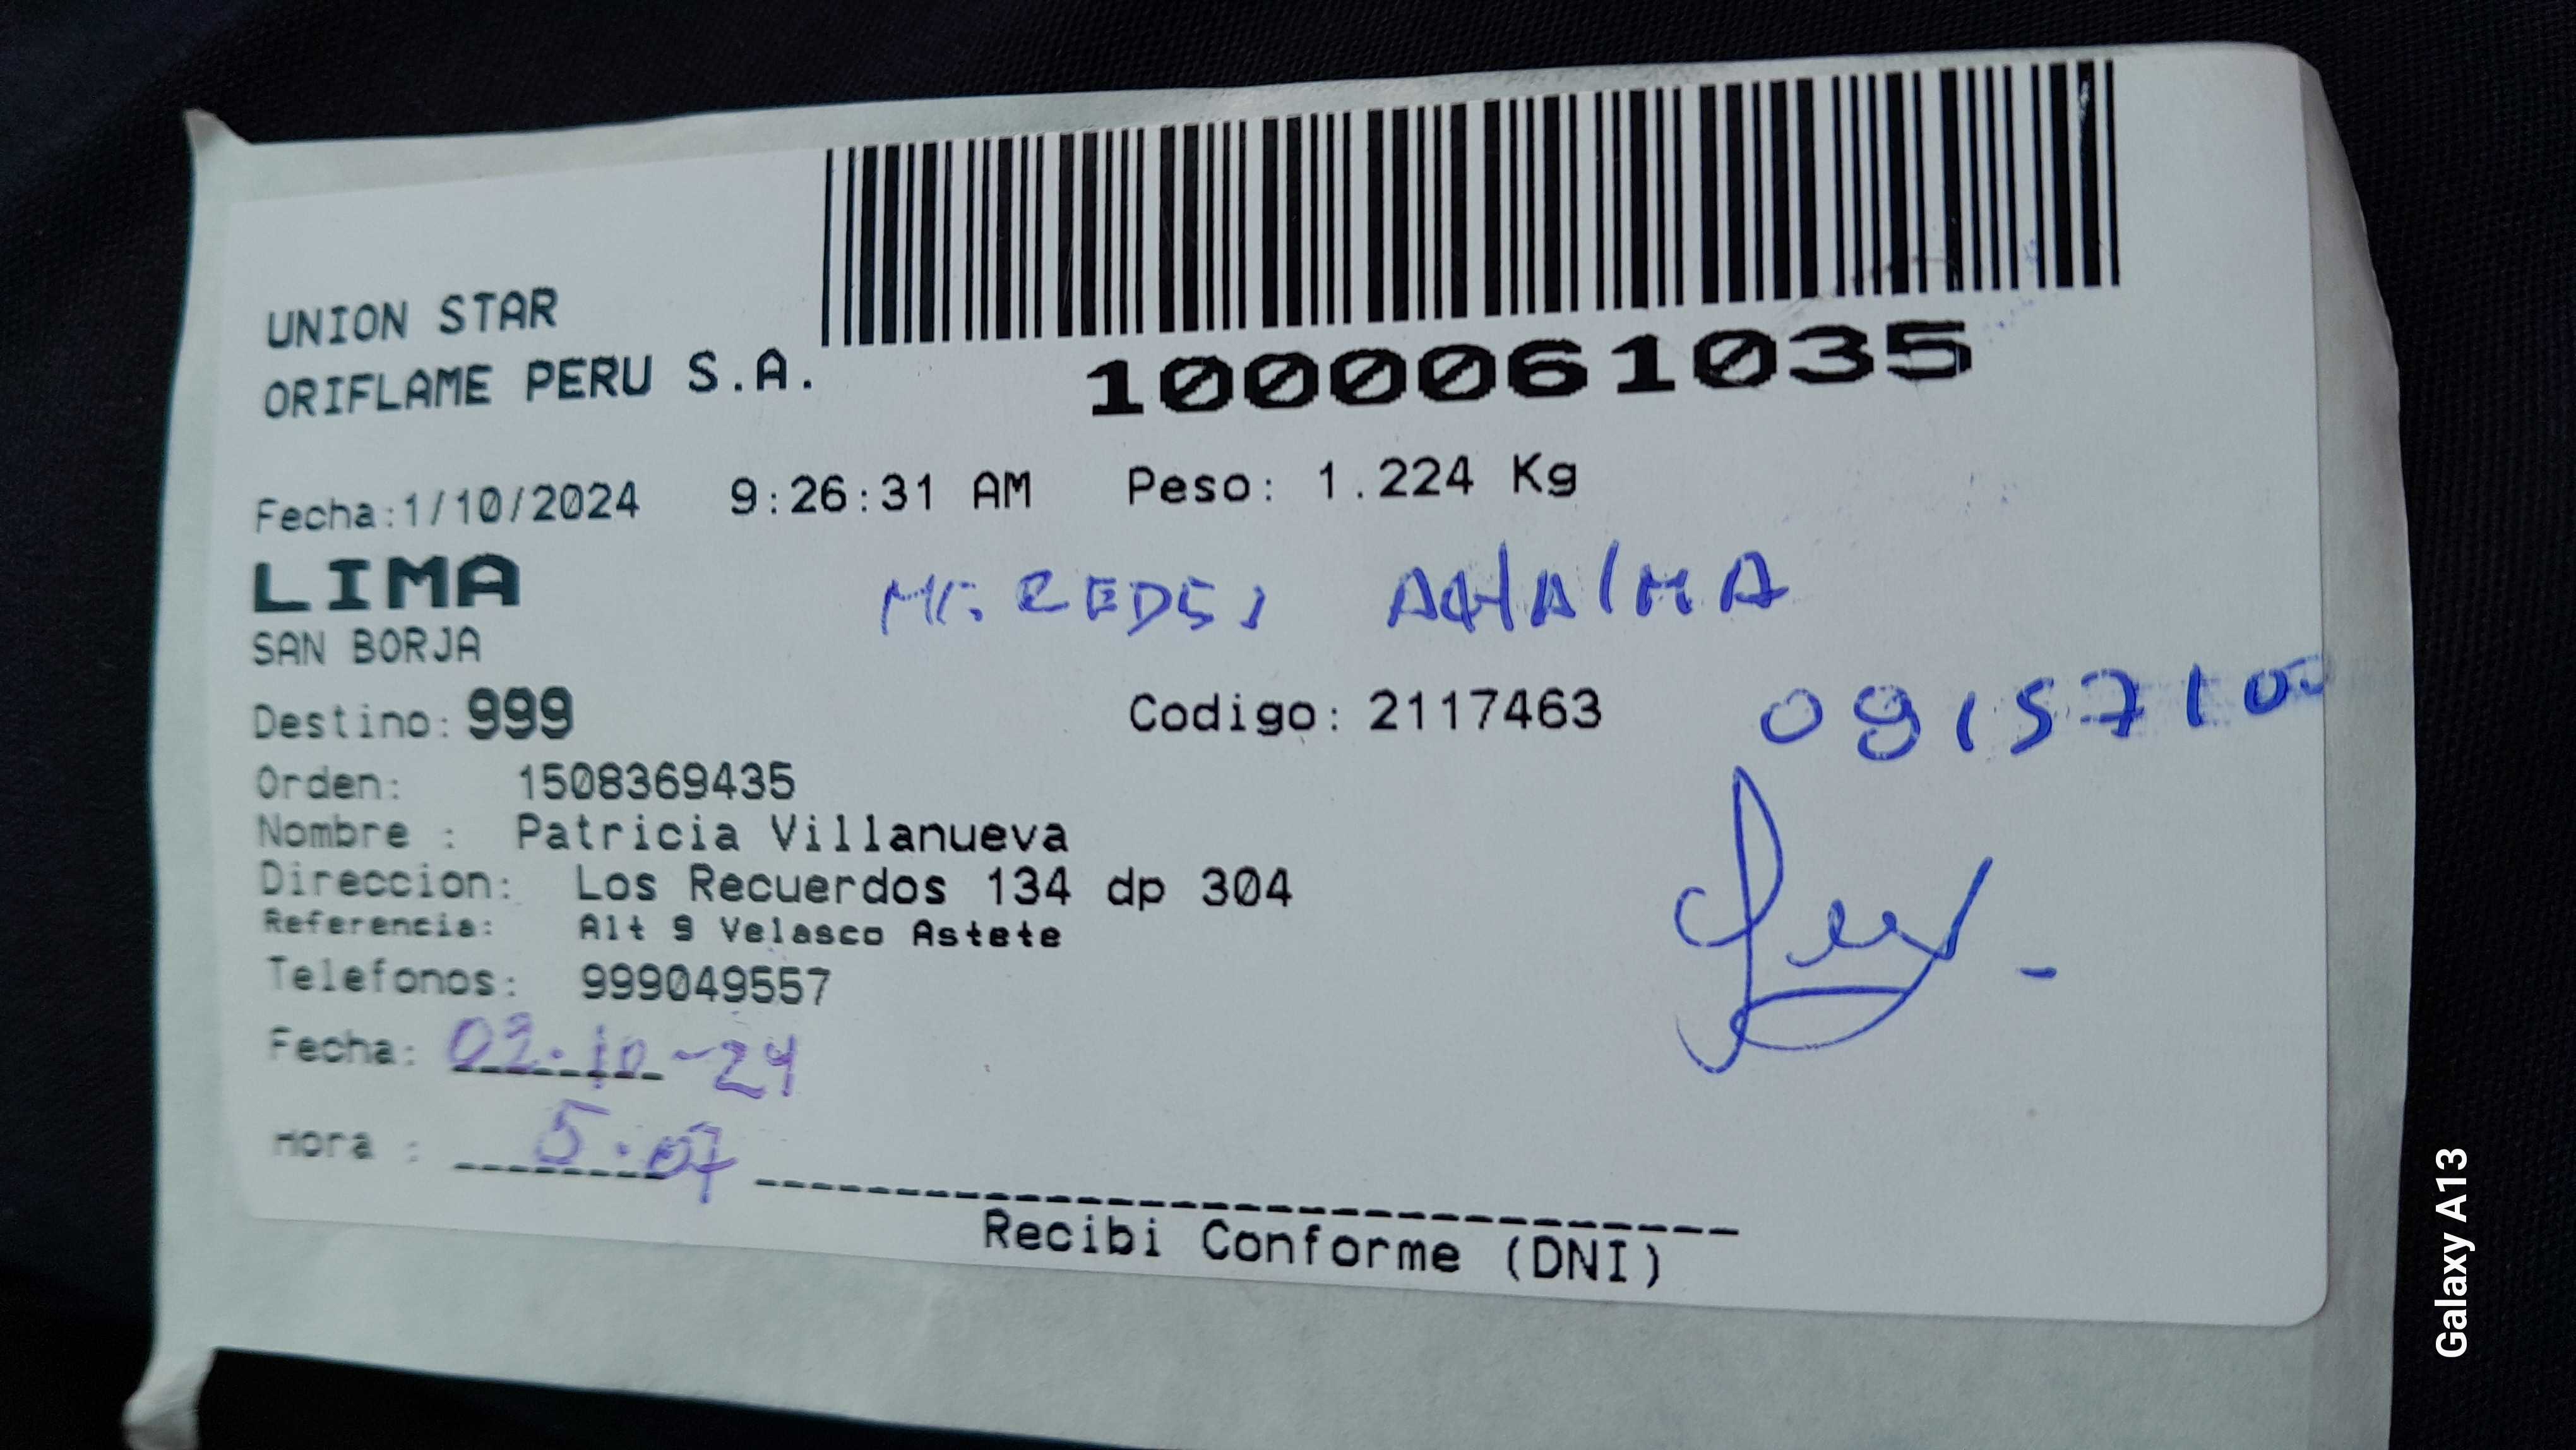 1000061035
UNION STAR
ORIFLAME PERU S.A.
Fecha:1/10/2024 9:26:31 AM Peso: 1.224 Kg
LIMA
SAN BORJA
Destino: 999 Codigo: 2117463
Orden: 1508369435
Nombre : Patricia Villanueva
Direccion: Los Recuerdos 134 dp 304
Referencia: Alt 9 Velasco Astete
Telefonos: 999049557
Fecha: 02-10-24
Hora : 5:07
Recibi Conforme (DNI)
Galaxy A13